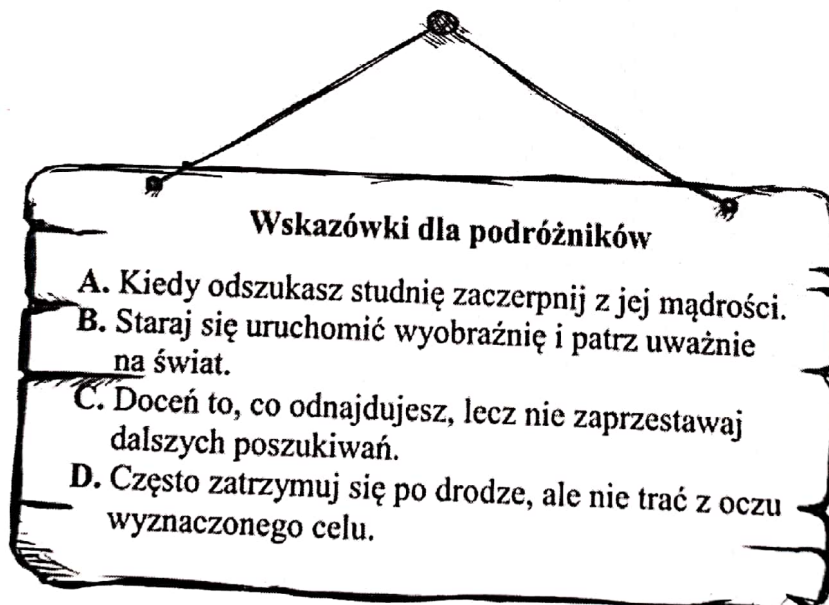 Wskazówki dla podróżników
A. Kiedy odszukasz studnię zaczerpnij z jej mądrości.
B. Staraj się uruchomić wyobraźnię i patrz uważnie
na świat.
C. Doceń to, co odnajdujesz, lecz nie zaprzestawaj
dalszych poszukiwań.
D. Często zatrzymuj się po drodze, ale nie trać z oczu
wyznaczonego celu.